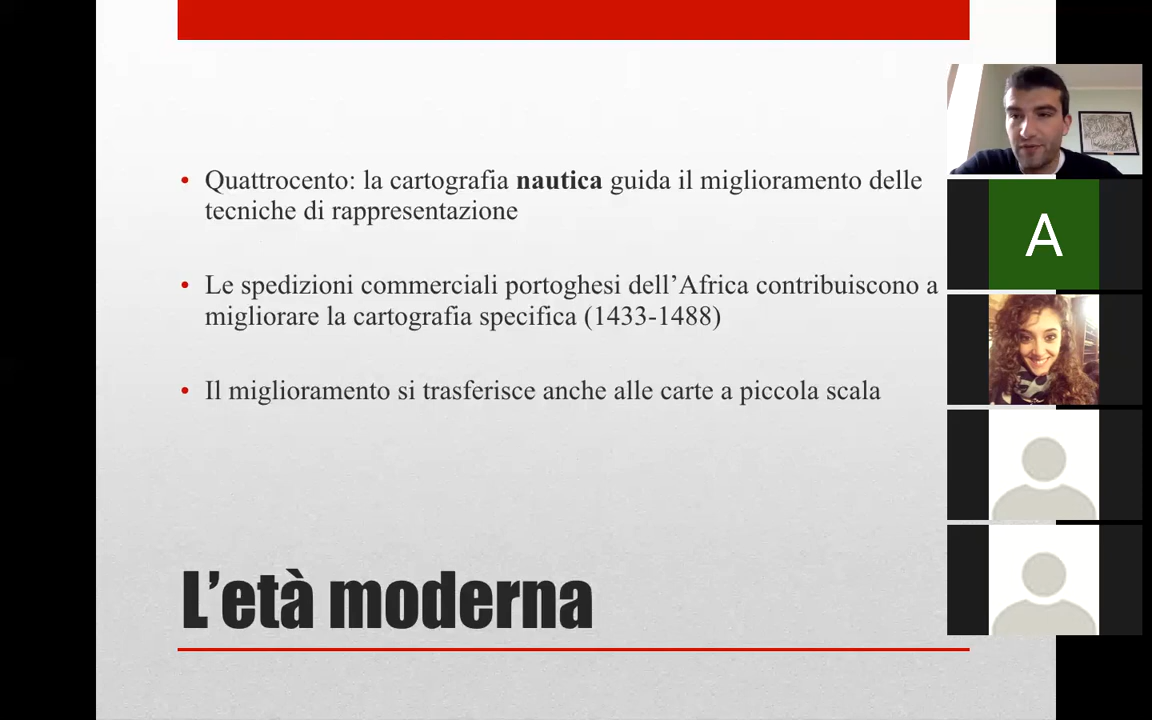 Quattrocento: la cartografia nautica guida il miglioramento delle
tecniche di rappresentazione
Le spedizioni commerciali portoghesi dell’Africa contribuiscono a
migliorare la cartografia specifica (1433-1488)
Il miglioramento si trasferisce anche alle carte a piccola scala
L’età moderna
A